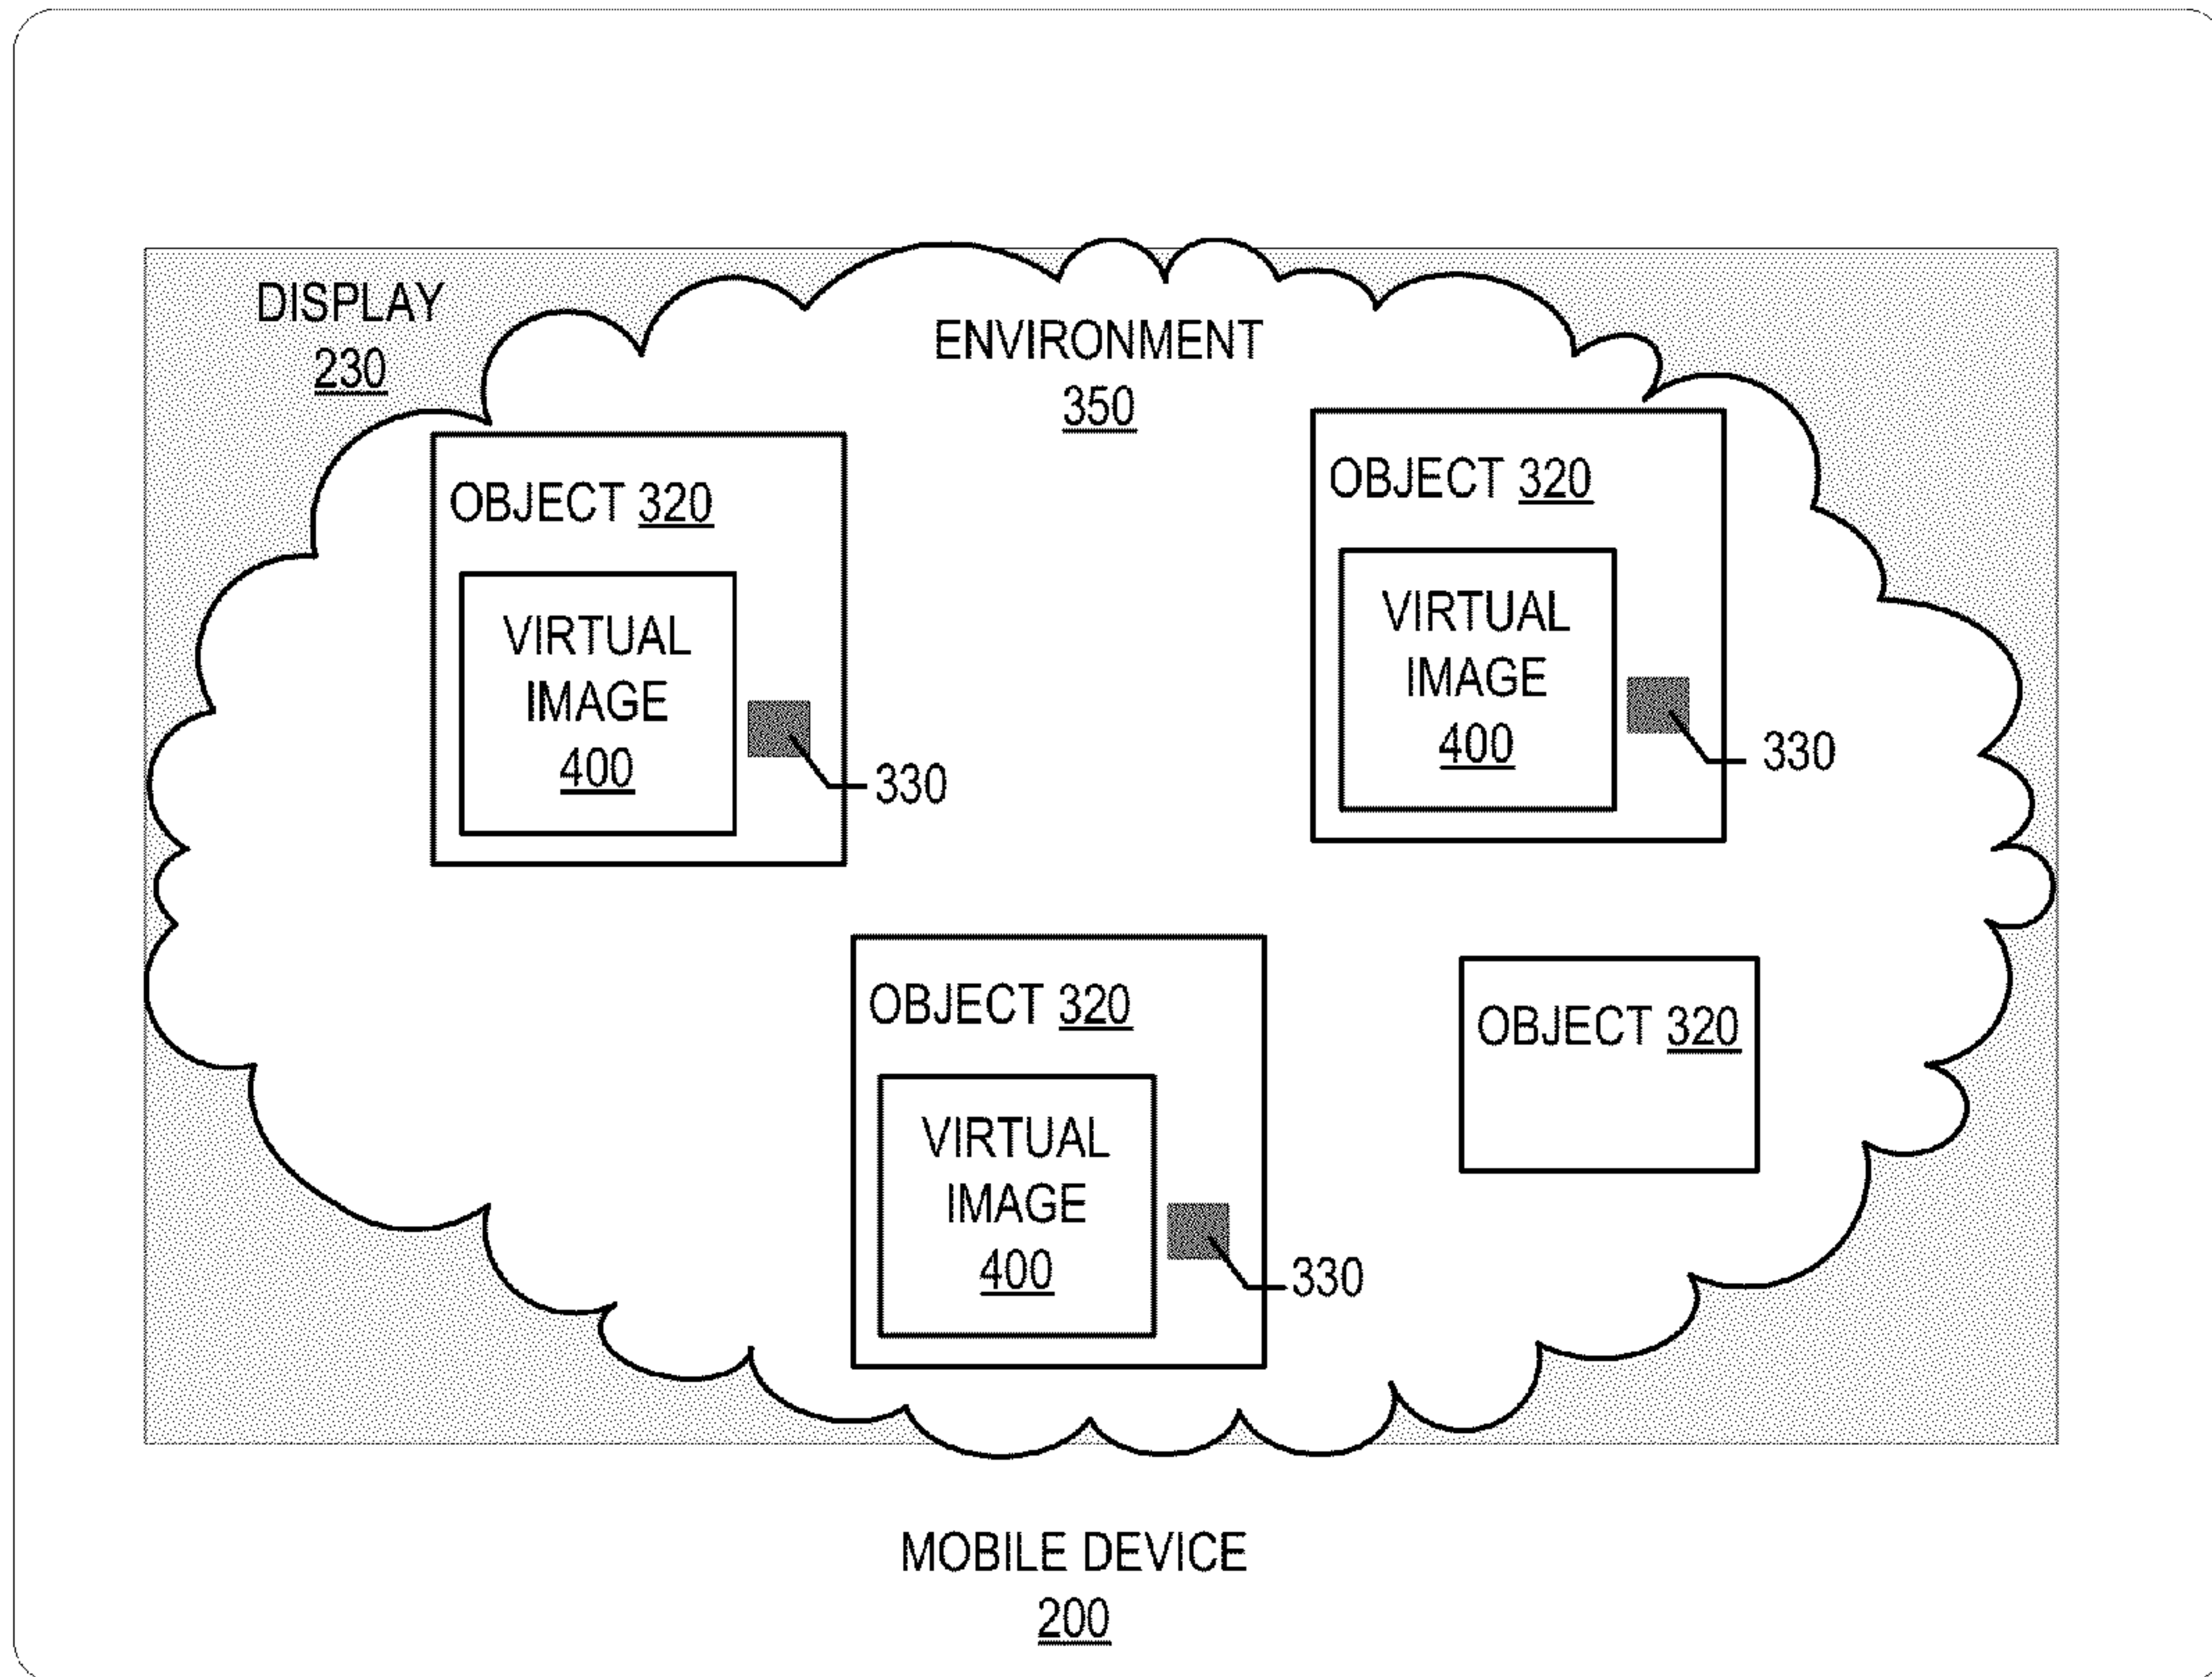 DISPLAY
230
ENVIRONMENT
350
OBJECT 320
VIRTUAL
IMAGE
400
330
OBJECT 320
VIRTUAL
IMAGE
400
330
OBJECT 320
VIRTUAL
IMAGE
400
330
OBJECT 320
MOBILE DEVICE
200